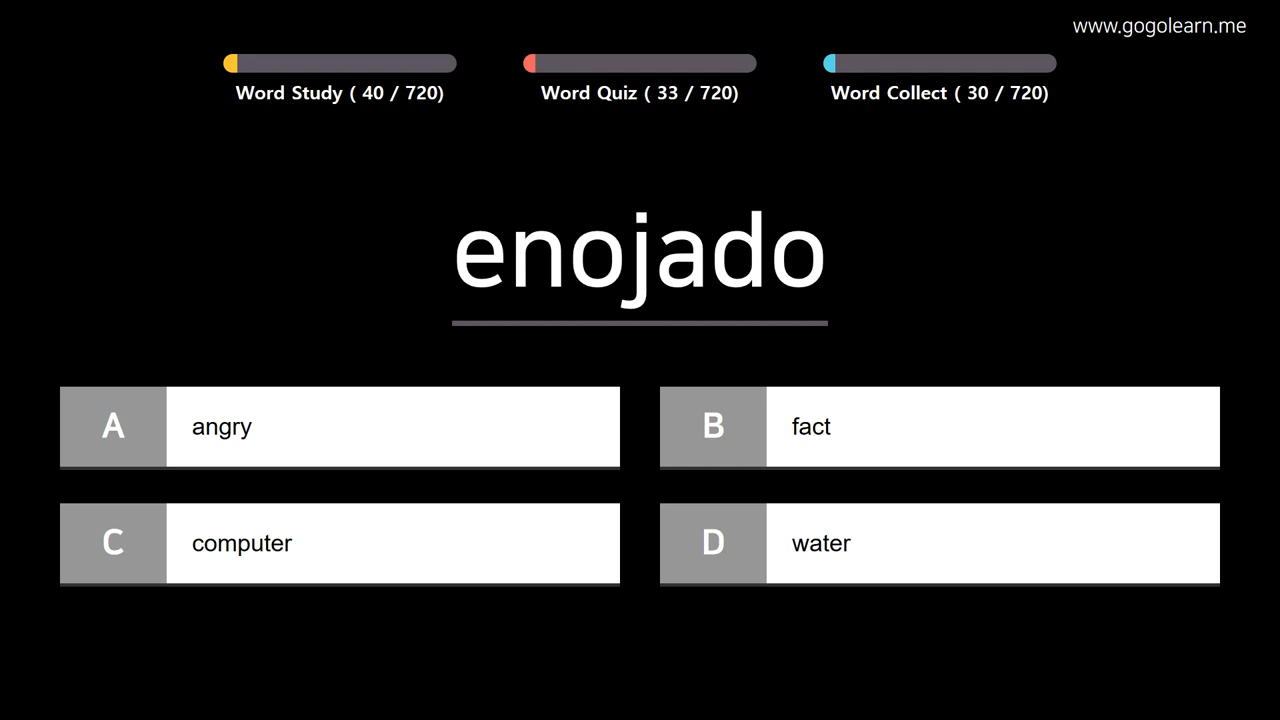 www.gogolearn.me
Word Study ( 40 / 720)
Word Quiz ( 33 / 720)
Word Collect ( 30 / 720)
enojado
A angry
B fact
C computer
D water